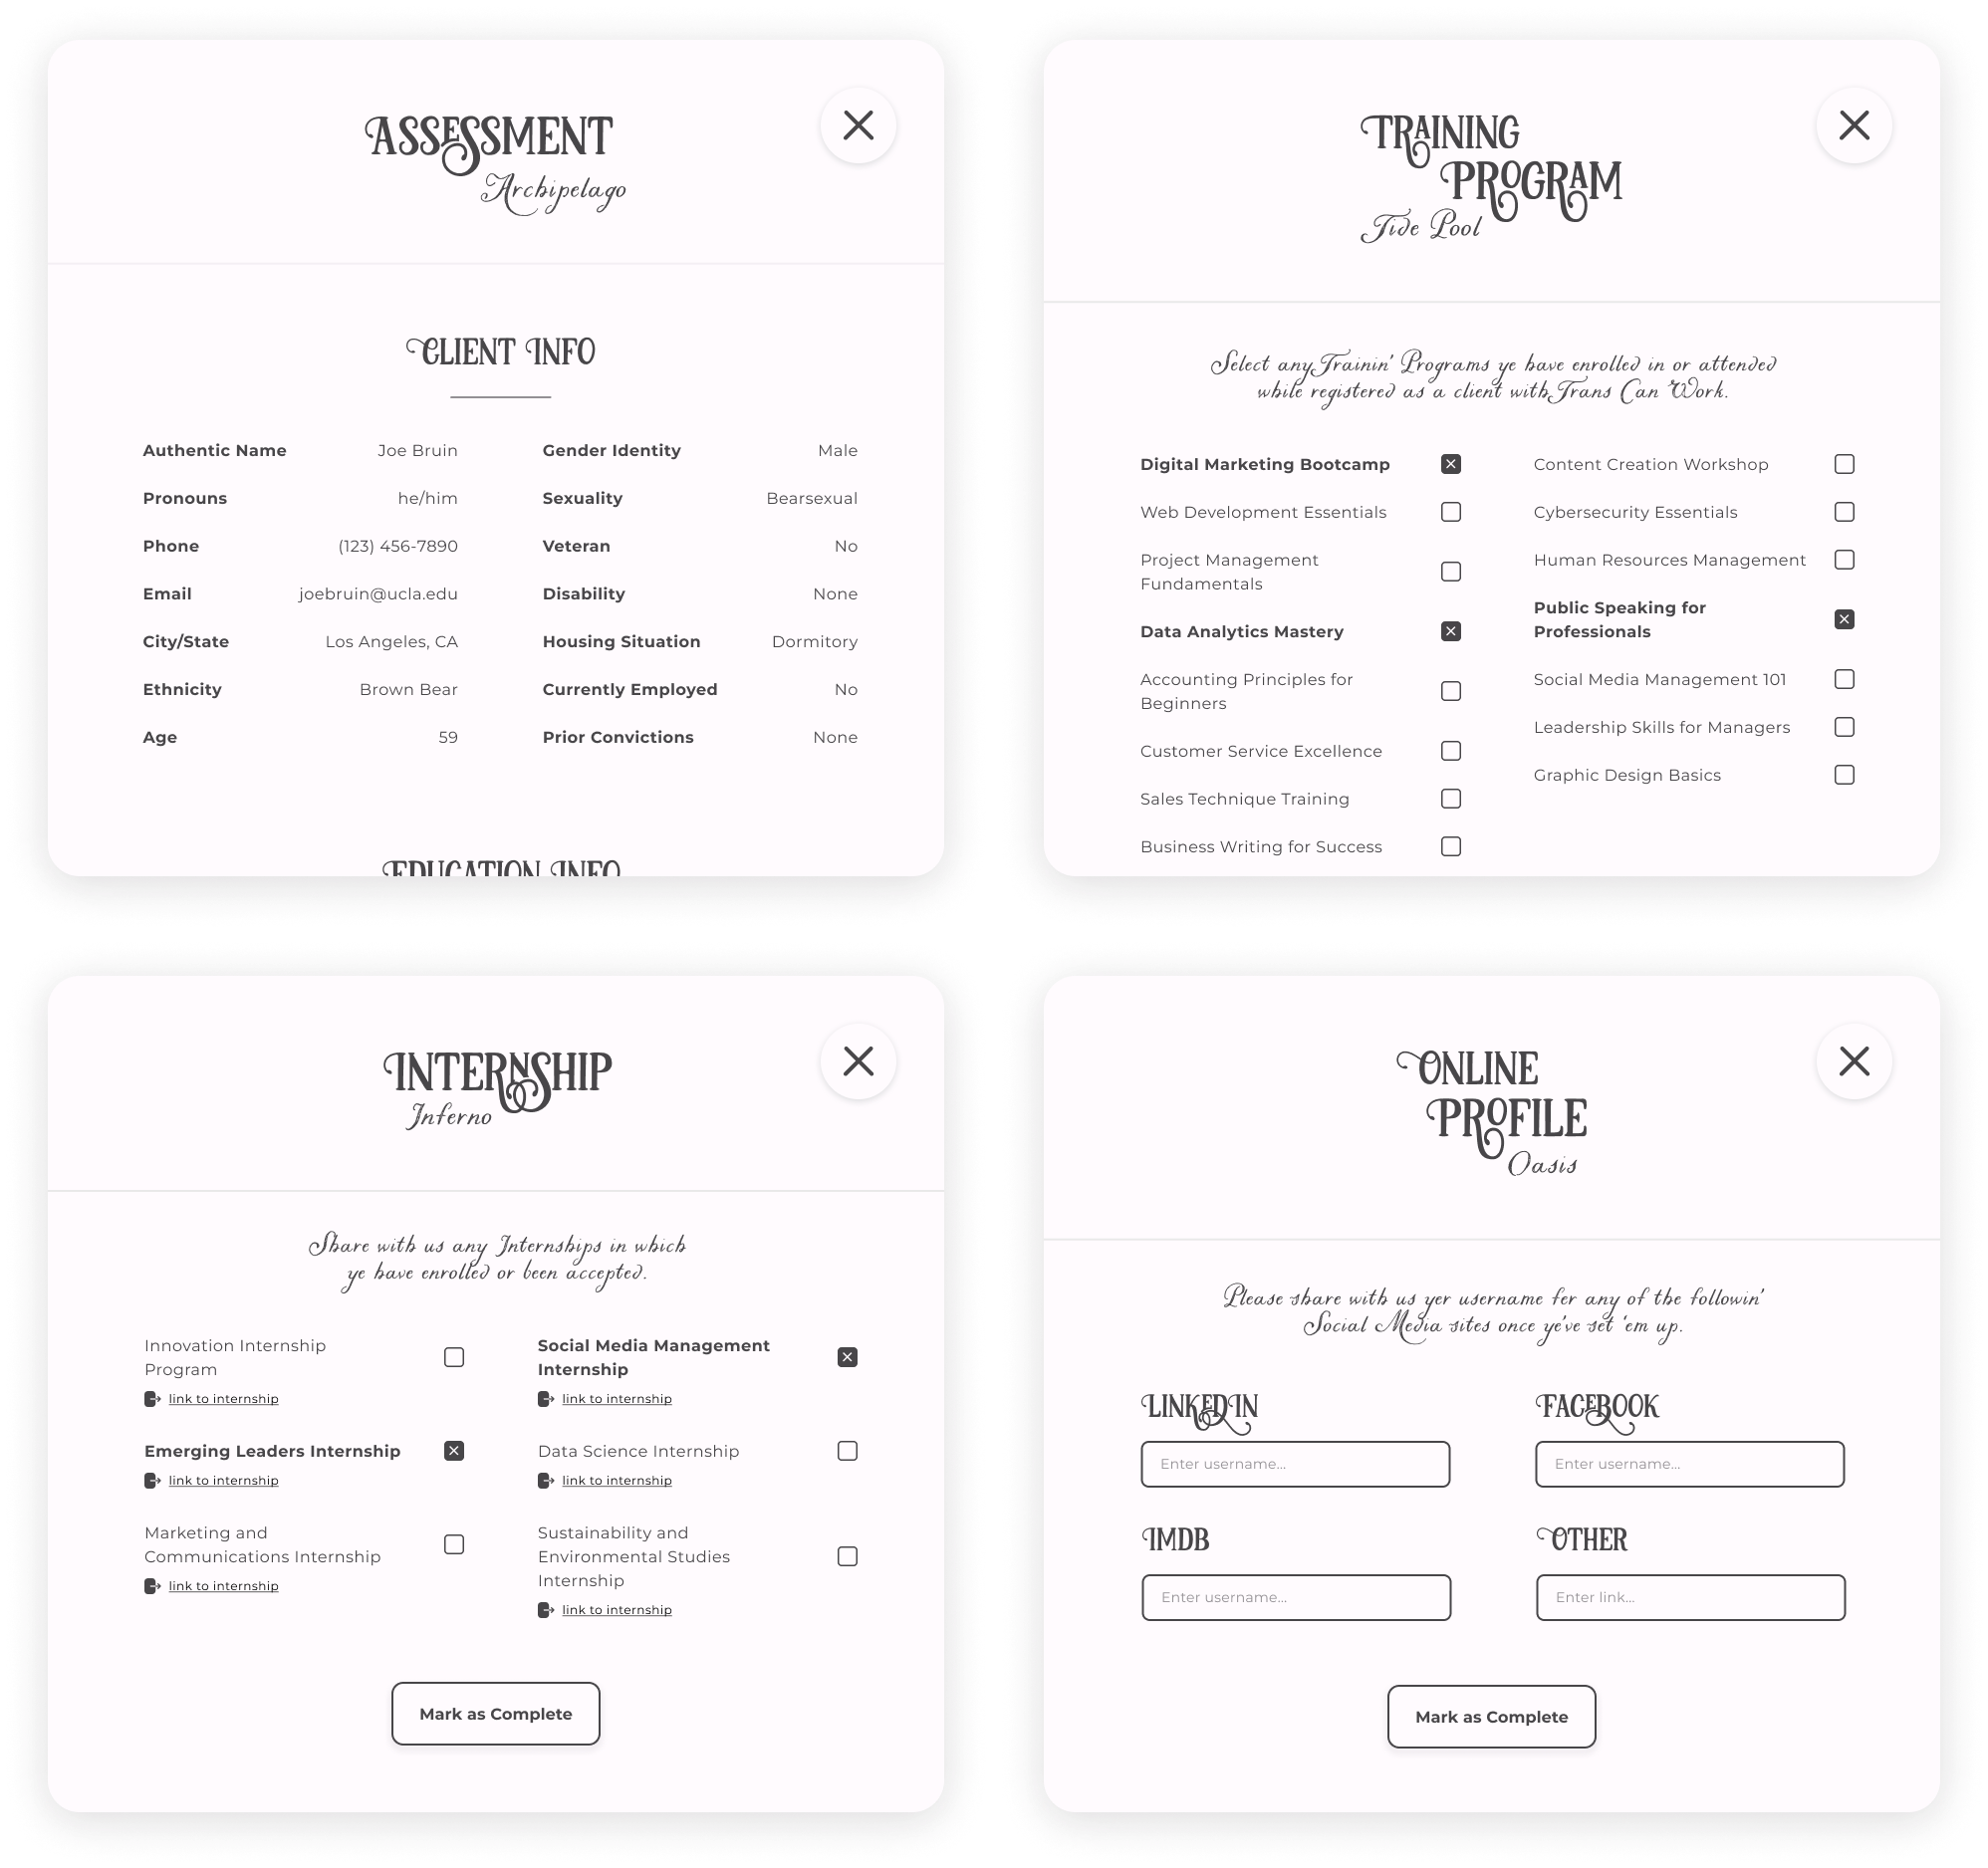 ASSESSMENT
Archipelago
CLIENT INFO
Authentic Name Joe Bruin
Pronouns he/him
Phone (123) 456-7890
Email joebruin@ucla.edu
City/State Los Angeles, CA
Ethnicity Brown Bear
Age 59
Gender Identity Male
Sexuality Bearsexual
Veteran No
Disability None
Housing Situation Dormitory
Currently Employed No
Prior Convictions None
EDUCATION INFO
TRAINING
PROGRAM
Tide Pool
Select any Trainin' Programs ye have enrolled in or attended
while registered as a client with Trans Can Work.
Digital Marketing Bootcamp
Web Development Essentials
Project Management
Fundamentals
Data Analytics Mastery
Accounting Principles for
Beginners
Customer Service Excellence
Sales Technique Training
Business Writing for Success
Content Creation Workshop
Cybersecurity Essentials
Human Resources Management
Public Speaking for
Professionals
Social Media Management 101
Leadership Skills for Managers
Graphic Design Basics
INTERNSHIP
Inferno
Share with us any Internships in which
ye have enrolled or been accepted.
Innovation Internship
Program
link to internship
Emerging Leaders Internship
link to internship
Marketing and
Communications Internship
link to internship
Social Media Management
Internship
link to internship
Data Science Internship
link to internship
Sustainability and
Environmental Studies
Internship
link to internship
Mark as Complete
ONLINE
PROFILE
Oasis
Please share with us yer username fer any of the followin'
Social Media sites once ye've set 'em up.
LINKEDIN
Enter username...
FACEBOOK
Enter username...
IMDB
Enter username...
OTHER
Enter link...
Mark as Complete